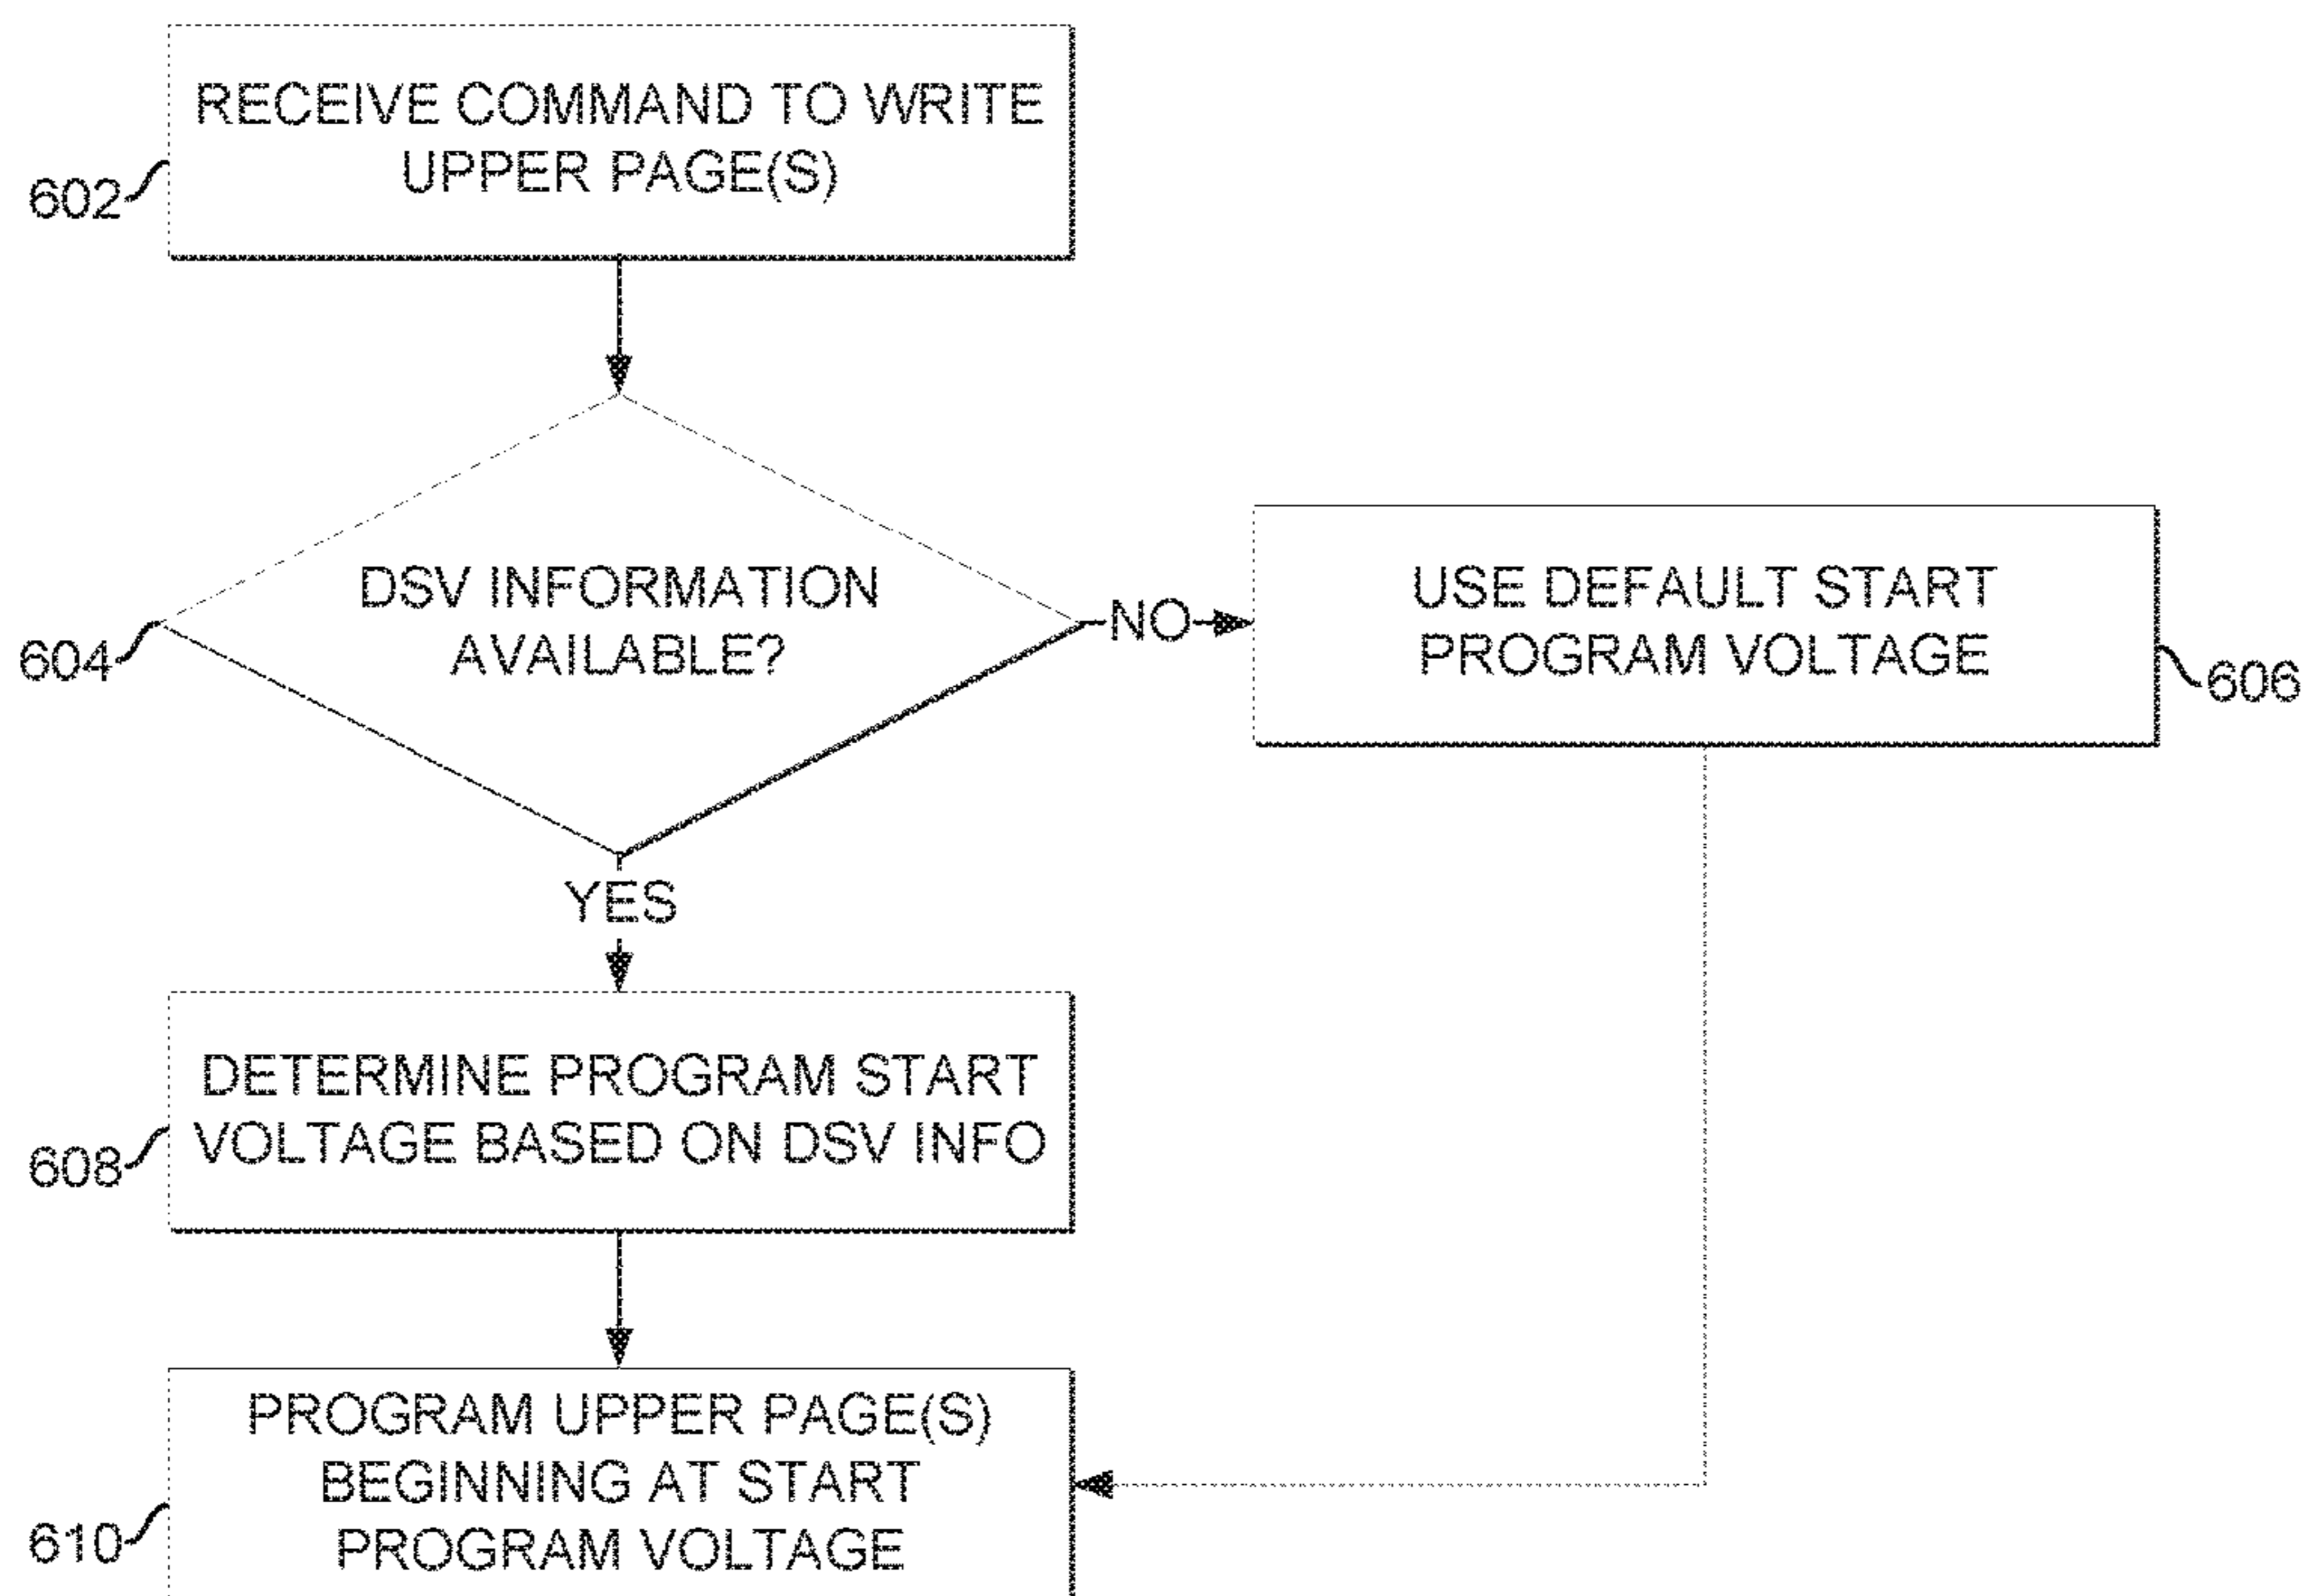 RECEIVE COMMAND TO WRITE
UPPER PAGE(S)
602
DSV INFORMATION
AVAILABLE?
604
NO
USE DEFAULT START
PROGRAM VOLTAGE
606
YES
DETERMINE PROGRAM START
VOLTAGE BASED ON DSV INFO
608
PROGRAM UPPER PAGE(S)
BEGINNING AT START
PROGRAM VOLTAGE
610